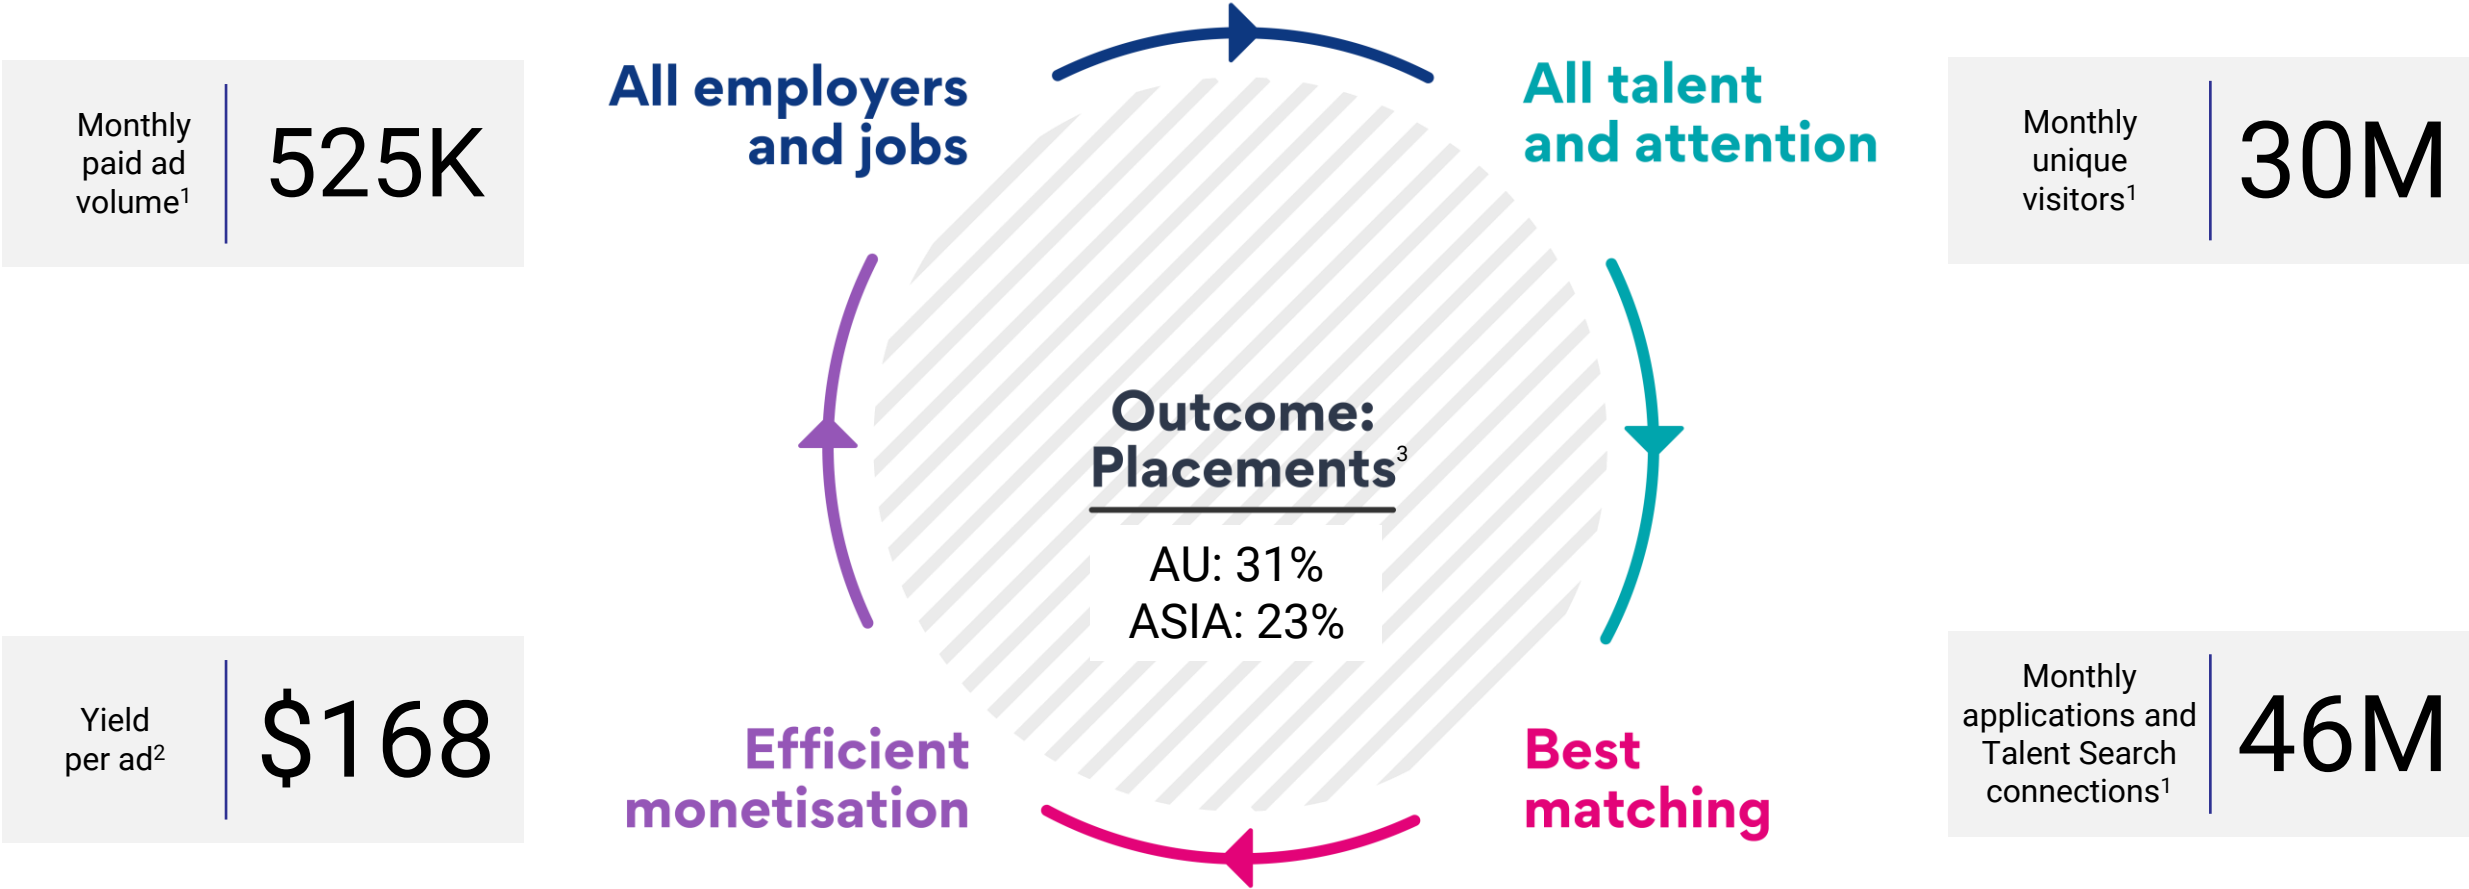 Monthly
paid ad
volume¹
525K
All employers
and jobs
All talent
and attention
Monthly
unique
visitors¹
30M
Outcome:
Placements³
AU: 31%
ASIA: 23%
Yield
per ad²
$168
Efficient
monetisation
Best
matching
Monthly
applications and
Talent Search
connections¹
46M